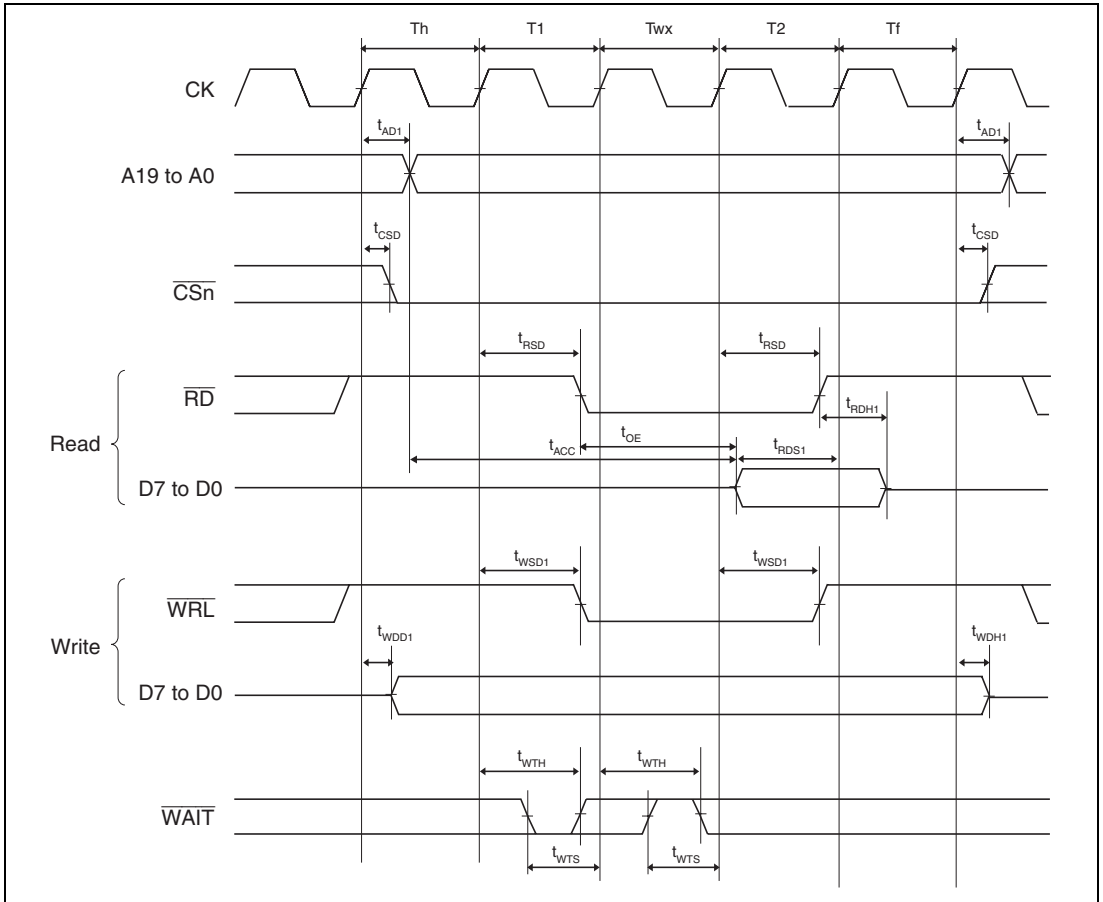 Th T1 Twx T2 Tf
CK
tAD1 tAD1
A19 to A0
tCSD tCSD
CSn
tRSD tRSD
RD
tRDH1
Read
tOE
tACC tRDS1
D7 to D0
tWSD1 tWSD1
WRL
Write
tWDD1 tWDH1
D7 to D0
tWTH tWTH
WAIT
tWTS tWTS